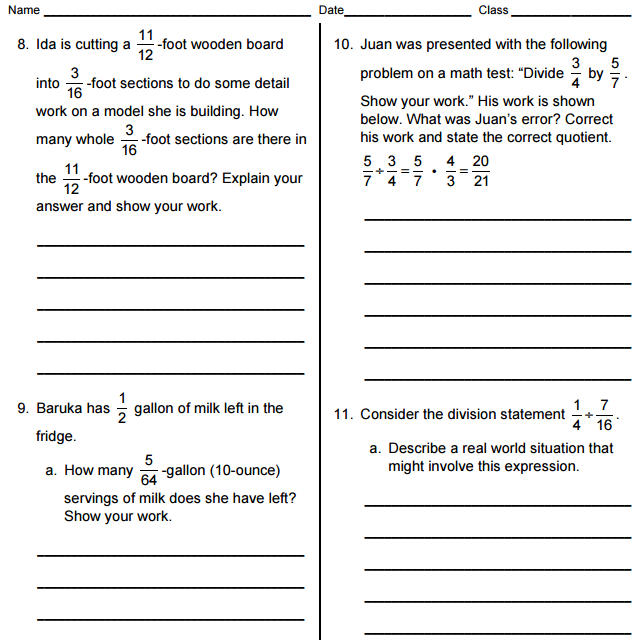 Name ____ Date ____ Class ____
8. Ida is cutting a 11/12 -foot wooden board
into 3/16 -foot sections to do some detail
work on a model she is building. How
many whole 3/16 -foot sections are there in
the 11/12 -foot wooden board? Explain your
answer and show your work.
9. Baruka has 1/2 gallon of milk left in the
fridge.
a. How many 5/64 -gallon (10-ounce)
servings of milk does she have left?
Show your work.
10. Juan was presented with the following
problem on a math test: “Divide 3/4 by 5/7 .
Show your work.” His work is shown
below. What was Juan’s error? Correct
his work and state the correct quotient.
5/7 ÷ 3/4 = 5/7 · 4/3 = 20/21
11. Consider the division statement 1/4 ÷ 7/16 .
a. Describe a real world situation that
might involve this expression.